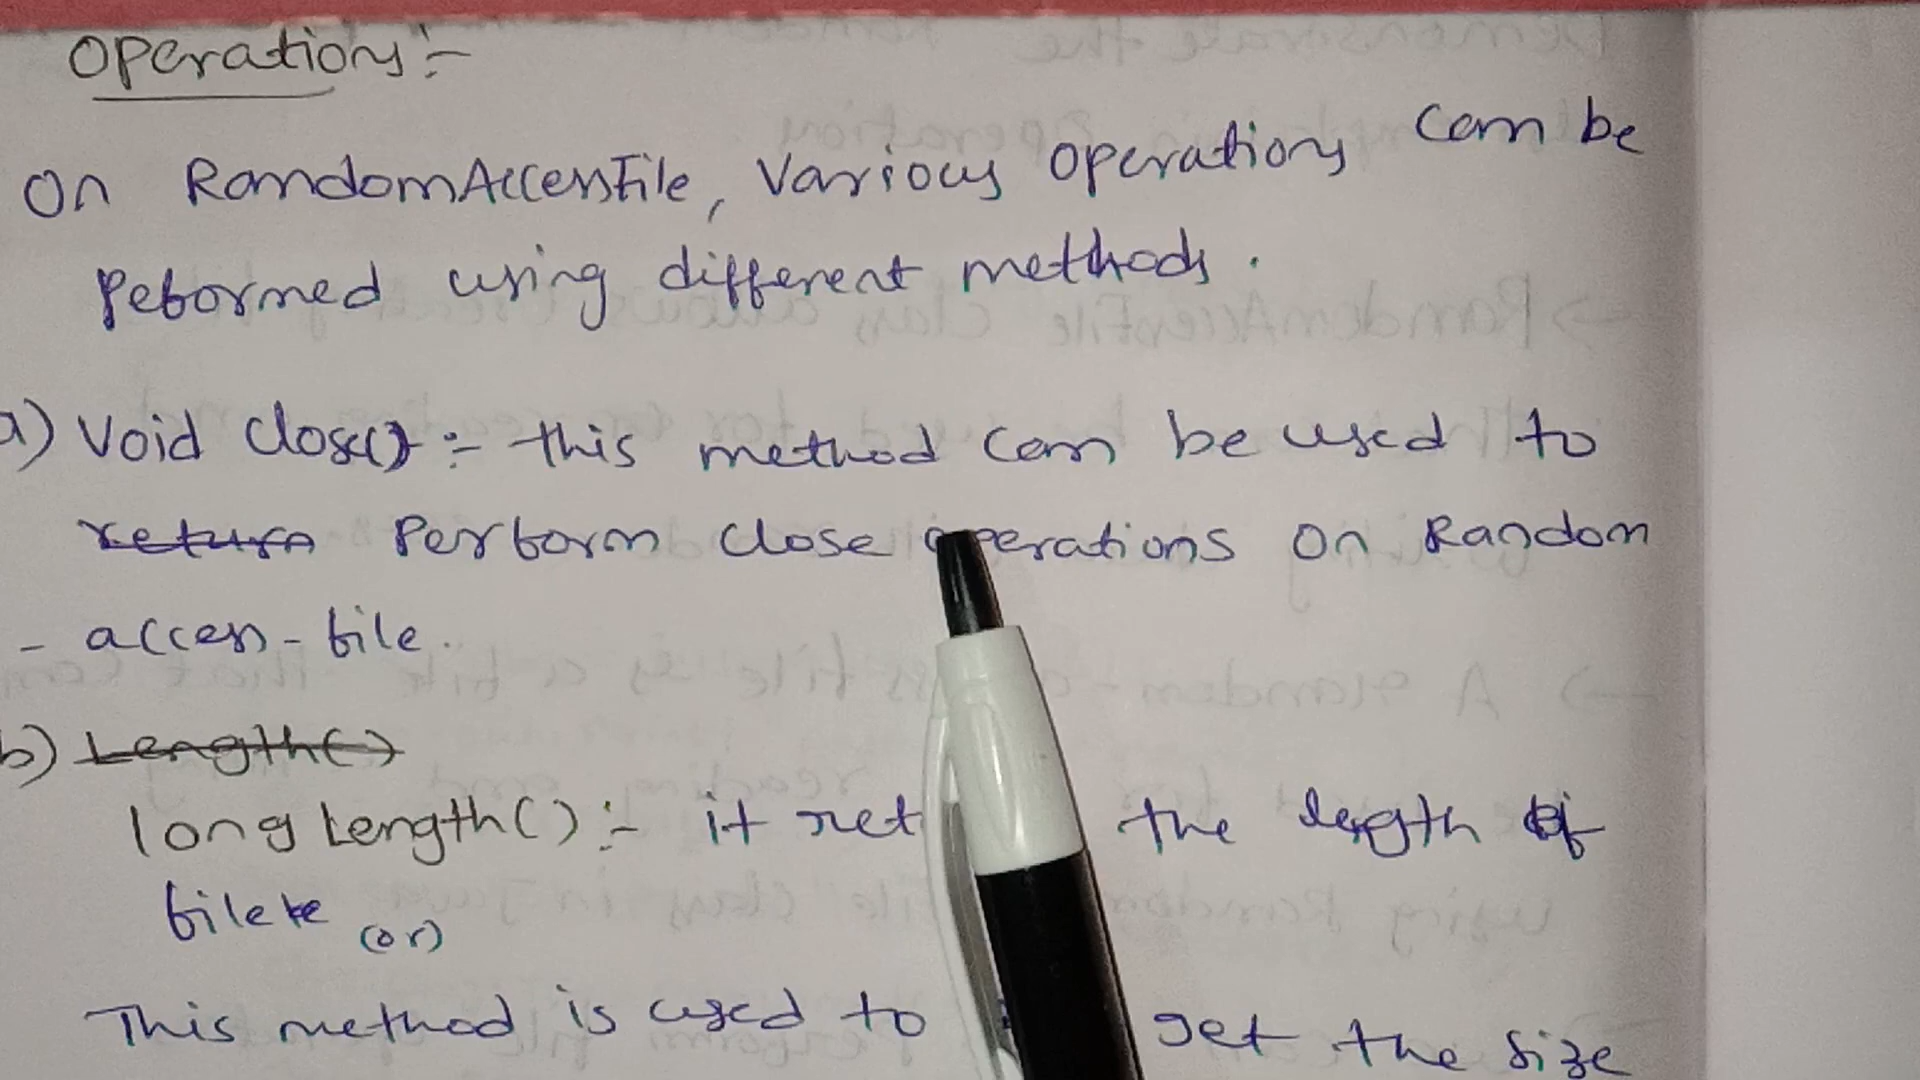 Operations:-
On RandomAccessFile, Various operations can be
Peformed using different methods.
a) Void Close():- this method can be used to
return Perform close operations on Random
- access-file.
b) Length()
long Length():- it ret the length of
file
(or)
This method is used to get the size